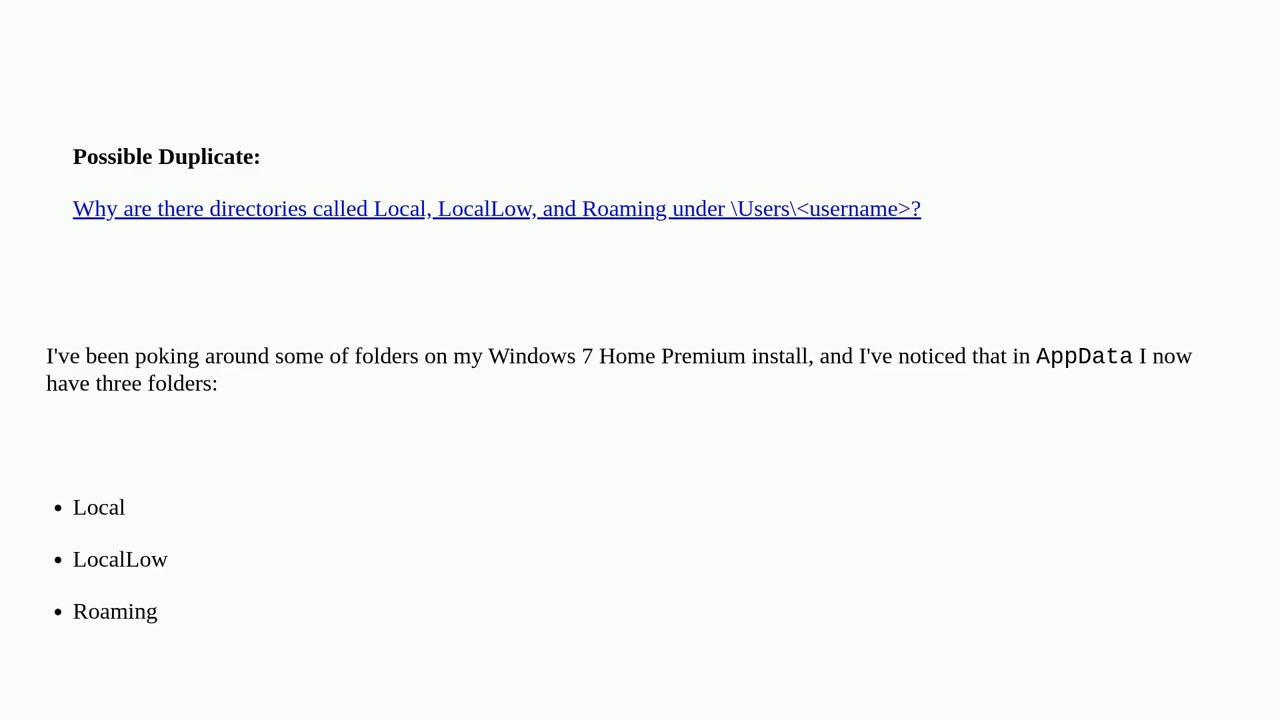 Possible Duplicate:
Why are there directories called Local, LocalLow, and Roaming under \Users\<username>?
I've been poking around some of folders on my Windows 7 Home Premium install, and I've noticed that in AppData I now
have three folders:
• Local
• LocalLow
• Roaming